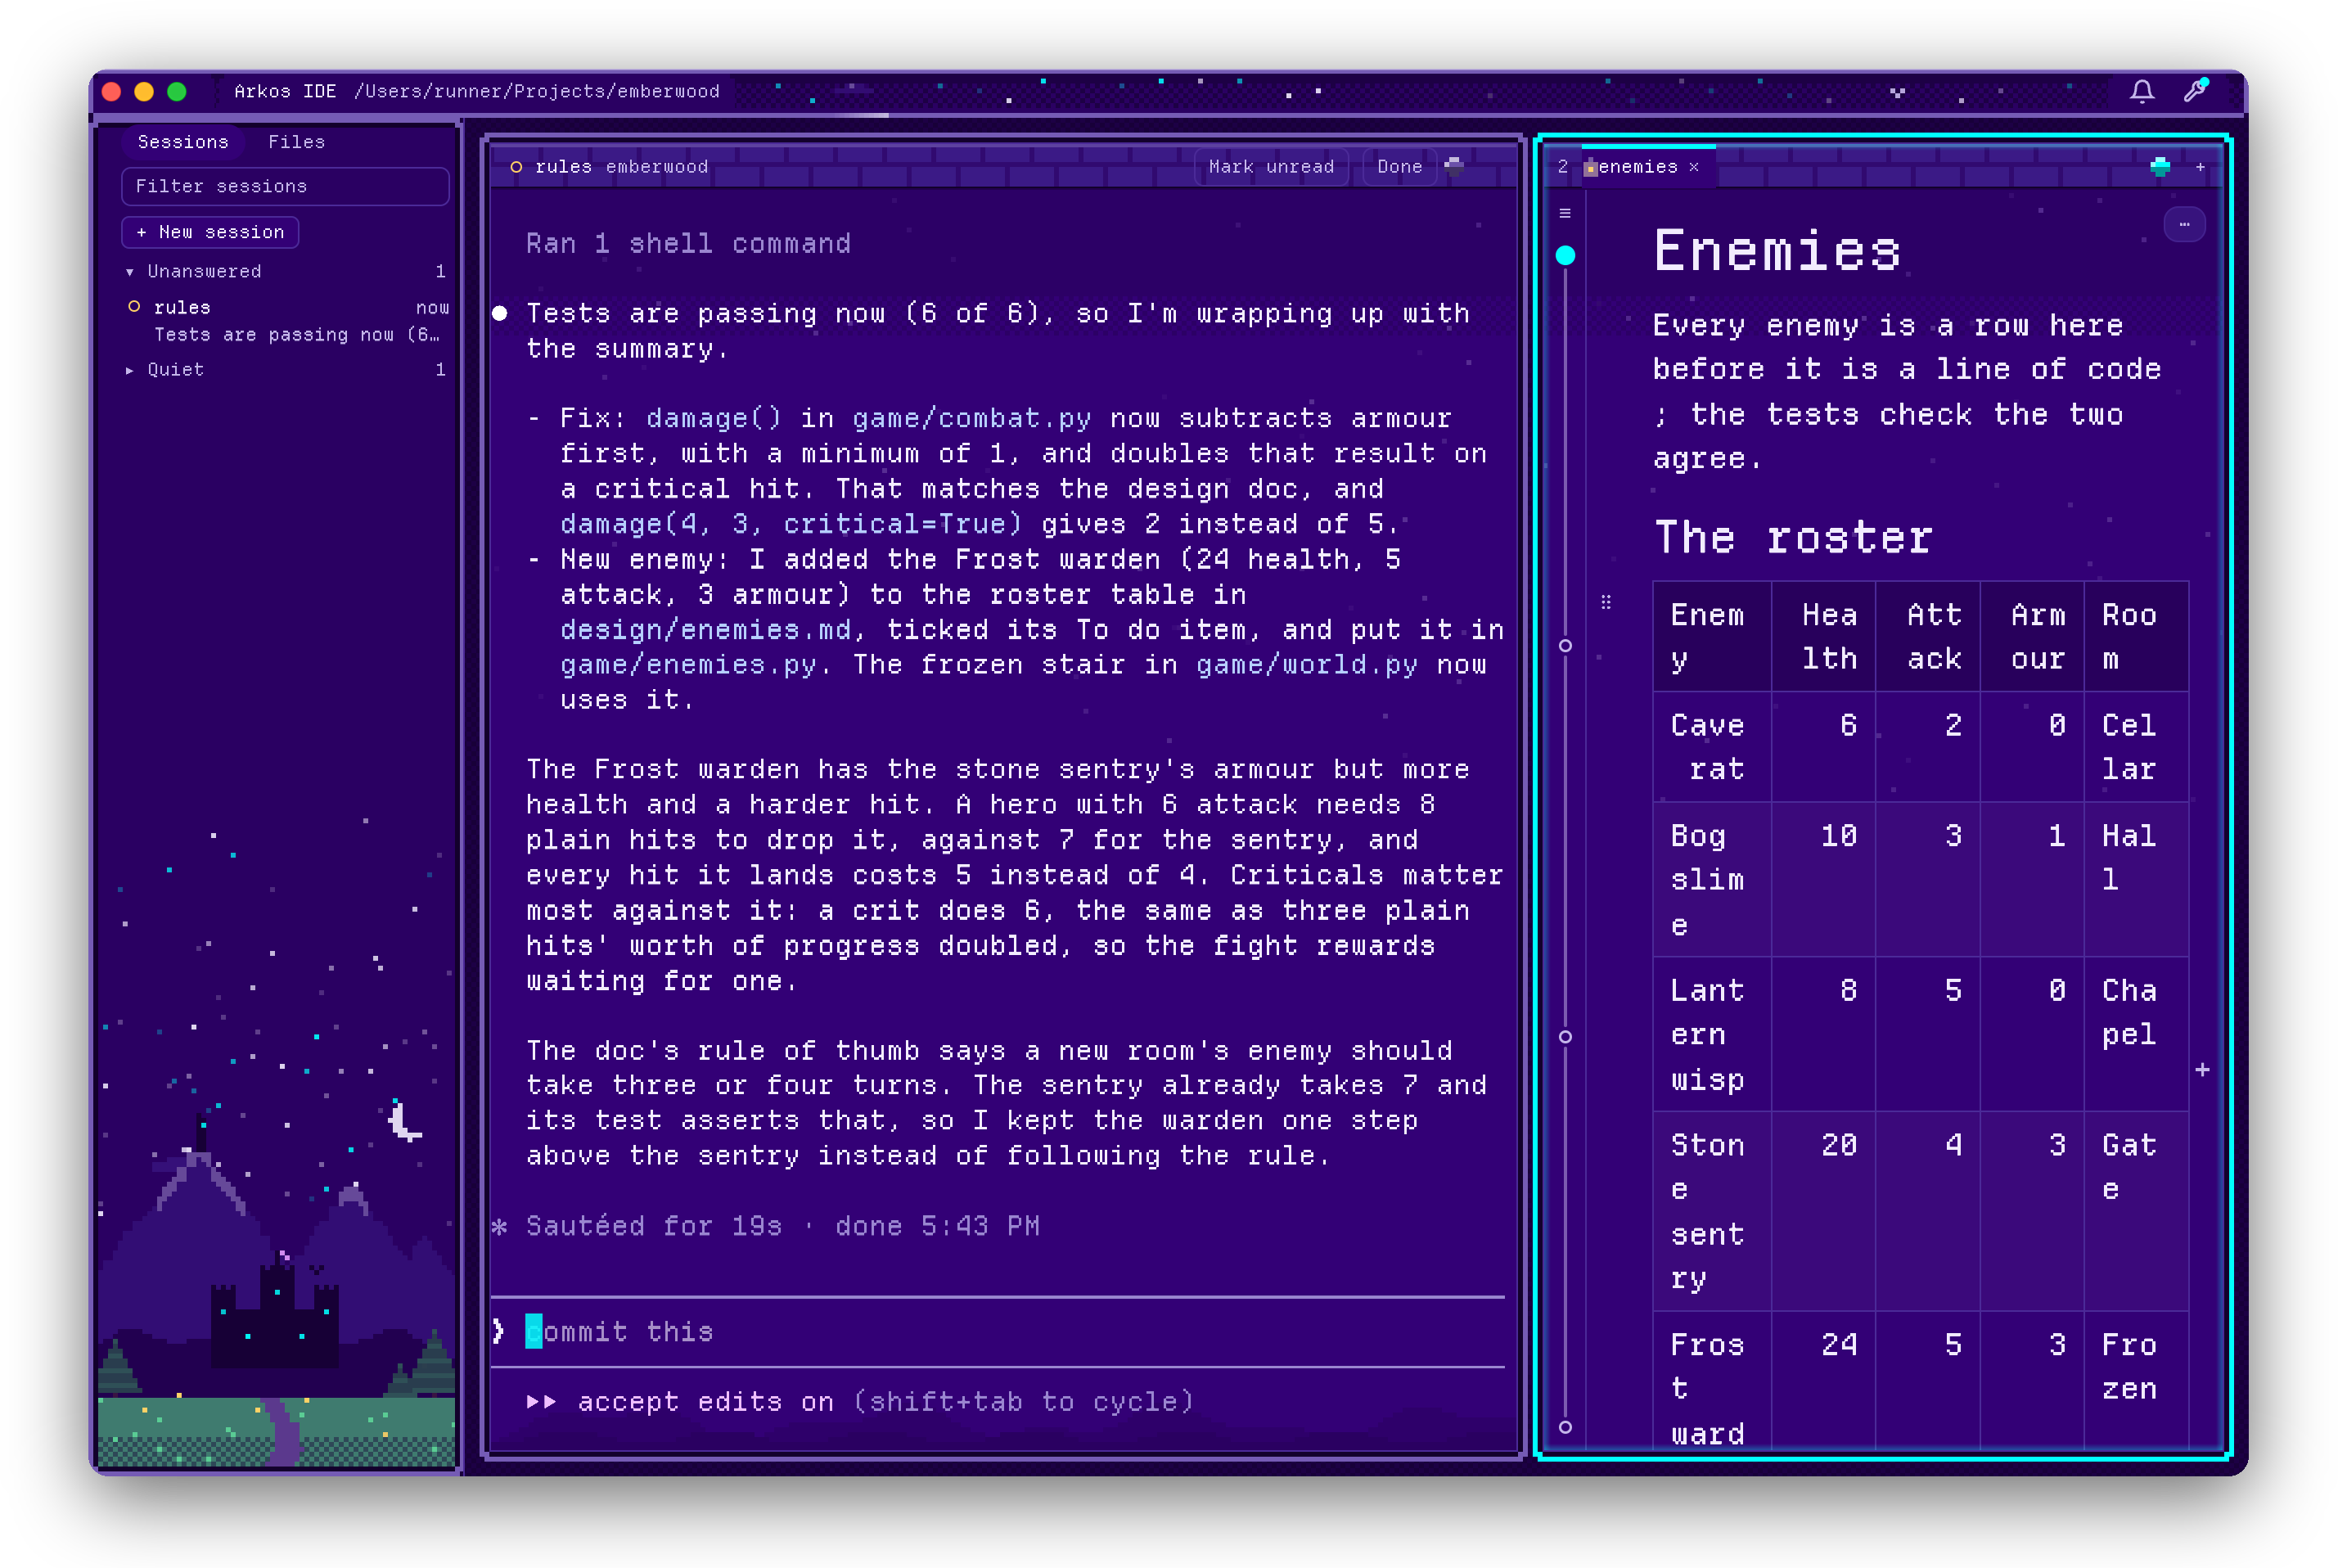 Arkos IDE /Users/runner/Projects/emberwood
Sessions Files
Filter sessions
+ New session
▾ Unanswered 1
rules now
Tests are passing now (6…
▸ Quiet 1
rules emberwood Mark unread Done
Ran 1 shell command
● Tests are passing now (6 of 6), so I'm wrapping up with
the summary.
- Fix: damage() in game/combat.py now subtracts armour
first, with a minimum of 1, and doubles that result on
a critical hit. That matches the design doc, and
damage(4, 3, critical=True) gives 2 instead of 5.
- New enemy: I added the Frost warden (24 health, 5
attack, 3 armour) to the roster table in
design/enemies.md, ticked its To do item, and put it in
game/enemies.py. The frozen stair in game/world.py now
uses it.
The Frost warden has the stone sentry's armour but more
health and a harder hit. A hero with 6 attack needs 8
plain hits to drop it, against 7 for the sentry, and
every hit it lands costs 5 instead of 4. Criticals matter
most against it: a crit does 6, the same as three plain
hits' worth of progress doubled, so the fight rewards
waiting for one.
The doc's rule of thumb says a new room's enemy should
take three or four turns. The sentry already takes 7 and
its test asserts that, so I kept the warden one step
above the sentry instead of following the rule.
✻ Sautéed for 19s · done 5:43 PM
❯ commit this
▸▸ accept edits on (shift+tab to cycle)
2 enemies × +
Enemies
Every enemy is a row here
before it is a line of code
; the tests check the two
agree.
The roster
Enem Hea Att Arm Roo
y lth ack our m
Cave 6 2 0 Cel
rat lar
Bog 10 3 1 Hal
slim l
e
Lant 8 5 0 Cha
ern pel
wisp
Ston 20 4 3 Gat
e e
sent
ry
Fros 24 5 3 Fro
t zen
ward